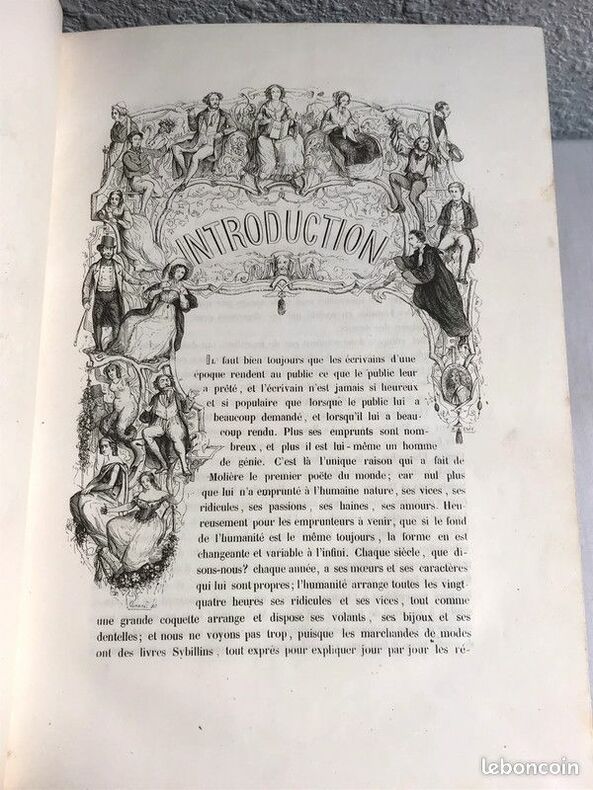 INTRODUCTION
IL faut bien toujours que les écrivains d'une
époque rendent au public ce que le public leur
a prêté, et l'écrivain n'est jamais si heureux
et si populaire que lorsque le public lui a
beaucoup demandé, et lorsqu'il lui a beau-
coup rendu. Plus ses emprunts sont nom-
breux, et plus il est lui-même un homme
de génie. C'est là l'unique raison qui a fait de
Molière le premier poëte du monde; car nul plus
que lui n'a emprunté à l'humaine nature, ses vices, ses
ridicules, ses passions, ses haines, ses amours. Heu-
reusement pour les emprunteurs à venir, que si le fond
de l'humanité est le même toujours, la forme en est
changeante et variable à l'infini. Chaque siècle, que di-
sons-nous? chaque année, a ses mœurs et ses caractères
qui lui sont propres; l'humanité arrange toutes les vingt-
quatre heures ses ridicules et ses vices, tout comme
une grande coquette arrange et dispose ses volants, ses bijoux et ses
dentelles; et nous ne voyons pas trop, puisque les marchandes de modes
ont des livres Sybillins, tout exprès pour expliquer jour par jour les ré-
leboncoin